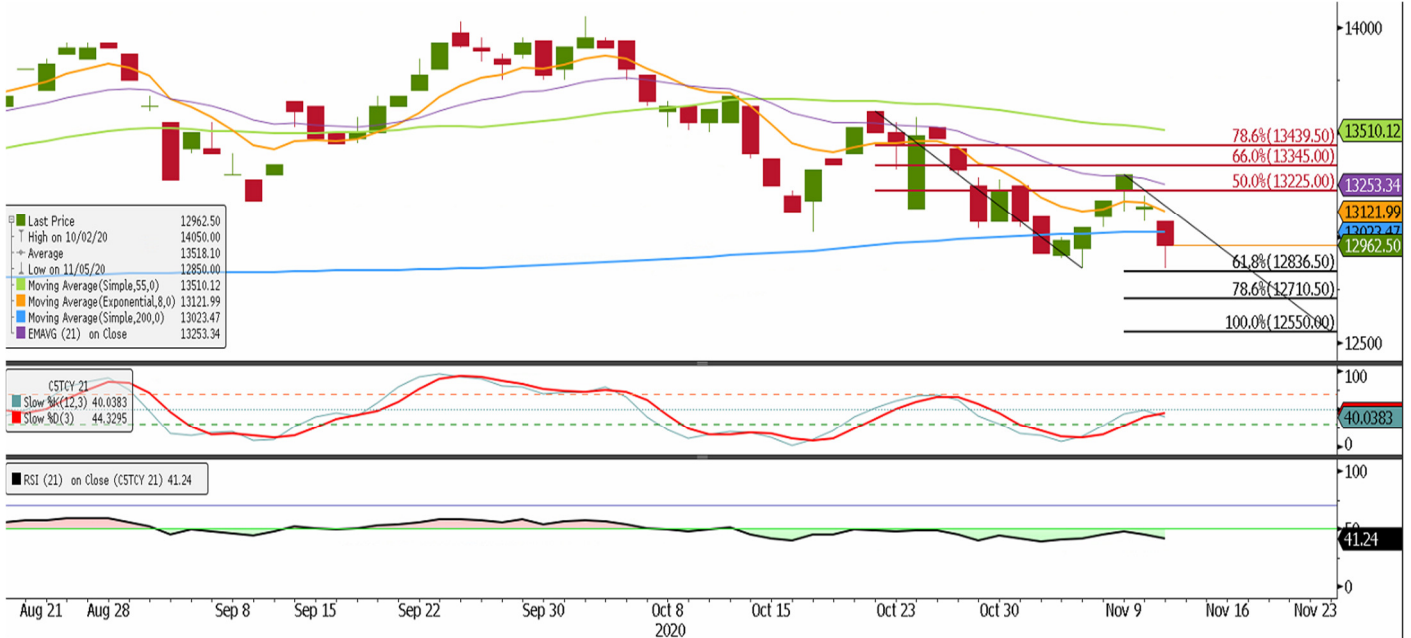 14000
78.6%(13439.50)
66.0%(13345.00)
50.0%(13225.00)
13510.12
13253.34
13121.99
13023.47
12962.50
61.8%(12836.50)
78.6%(12710.50)
100.0%(12550.00)
12500
Last Price 12962.50
High on 10/02/20 14050.00
Average 13518.10
Low on 11/05/20 12850.00
Moving Average(Simple,55,0) 13510.12
Moving Average(Exponential,8,0) 13121.99
Moving Average(Simple,200,0) 13023.47
EMAVG (21) on Close 13253.34
C5TCY 21
Slow %K(12,3) 40.0383
Slow %D(3) 44.3295
100
40.0383
0
RSI (21) on Close (C5TCY 21) 41.24
100
50
41.24
0
Aug 21 Aug 28 Sep 8 Sep 15 Sep 22 Sep 30 Oct 8 Oct 15 Oct 23 Oct 30 Nov 9 Nov 16 Nov 23
2020